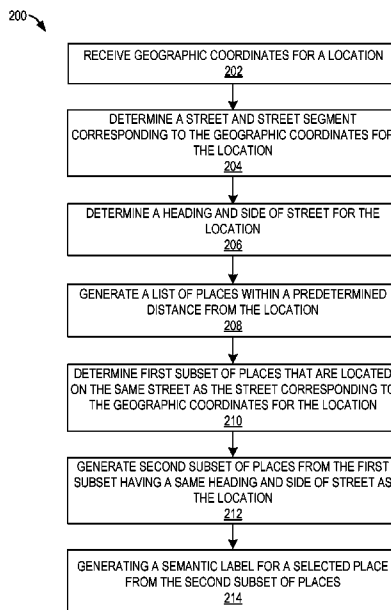 200
RECEIVE GEOGRAPHIC COORDINATES FOR A LOCATION
202
DETERMINE A STREET AND STREET SEGMENT
CORRESPONDING TO THE GEOGRAPHIC COORDINATES FOR
THE LOCATION
204
DETERMINE A HEADING AND SIDE OF STREET FOR THE
LOCATION
206
GENERATE A LIST OF PLACES WITHIN A PREDETERMINED
DISTANCE FROM THE LOCATION
208
DETERMINE FIRST SUBSET OF PLACES THAT ARE LOCATED
ON THE SAME STREET AS THE STREET CORRESPONDING TO
THE GEOGRAPHIC COORDINATES FOR THE LOCATION
210
GENERATE SECOND SUBSET OF PLACES FROM THE FIRST
SUBSET HAVING A SAME HEADING AND SIDE OF STREET AS
THE LOCATION
212
GENERATING A SEMANTIC LABEL FOR A SELECTED PLACE
FROM THE SECOND SUBSET OF PLACES
214